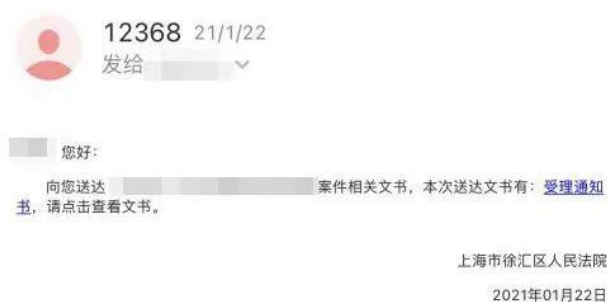 12368 21/1/22
发给
您好：
向您送达 案件相关文书，本次送达文书有：受理通知
书，请点击查看文书。
上海市徐汇区人民法院
2021年01月22日